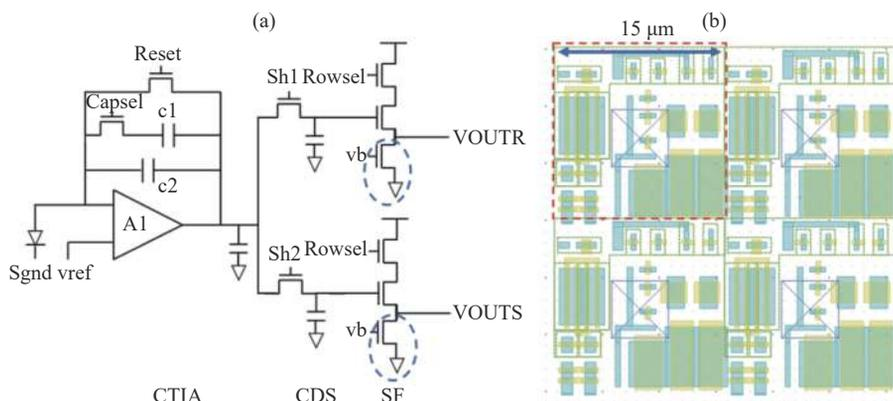 (a)
(b)
15 μm
Reset
Sh1 Rowsel
Capsel
c1
VOUTR
vb
c2
A1
Rowsel
Sh2
Sgnd vref
VOUTS
vb
CTIA
CDS
SF